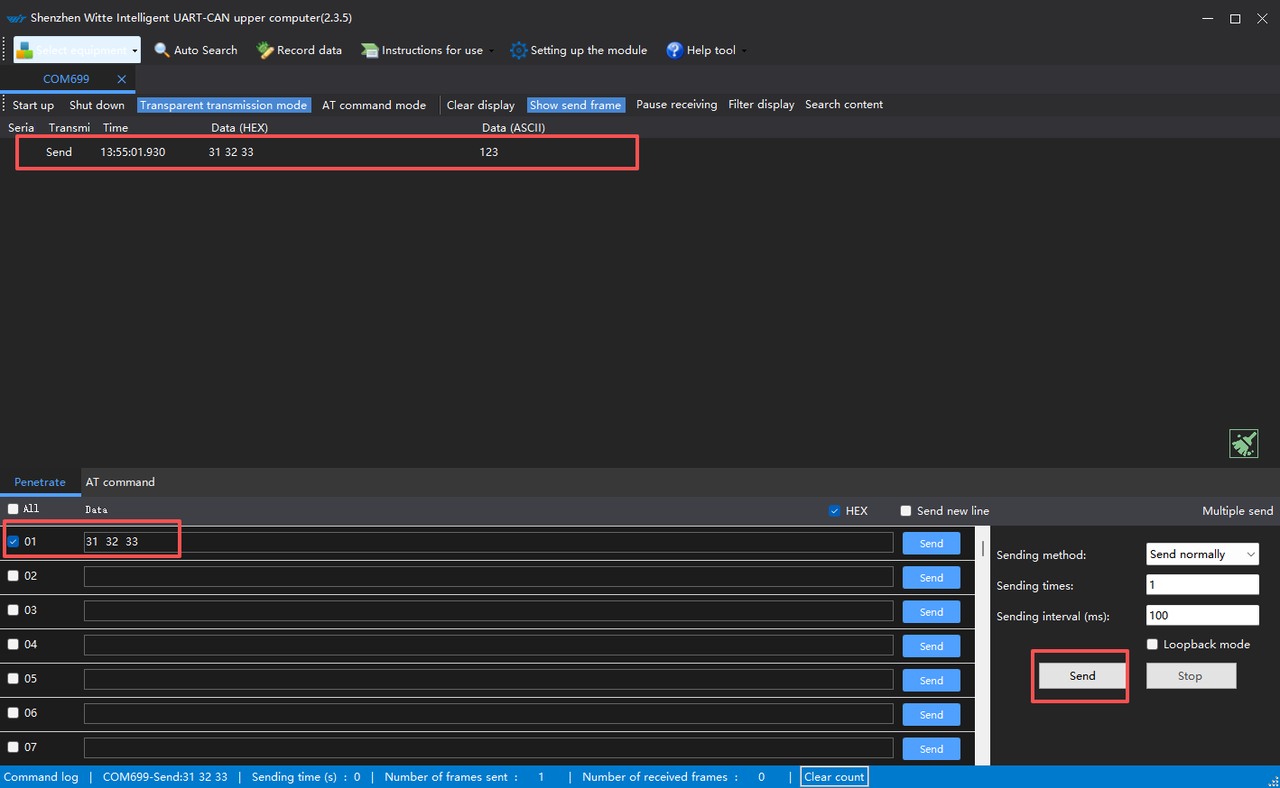 Shenzhen Witte Intelligent UART-CAN upper computer(2.3.5)
Select equipment Auto Search Record data Instructions for use Setting up the module Help tool
COM699
Start up Shut down Transparent transmission mode AT command mode Clear display Show send frame Pause receiving Filter display Search content
Seria Transmi Time Data (HEX) Data (ASCII)
Send 13:55:01.930 31 32 33 123
Penetrate AT command
All Data HEX Send new line Multiple send
01 31 32 33 Send
02 Send
03 Send
04 Send
05 Send
06 Send
07 Send
Sending method: Send normally
Sending times: 1
Sending interval (ms): 100
Loopback mode
Send Stop
Command log | COM699-Send:31 32 33 | Sending time (s) : 0 | Number of frames sent : 1 | Number of received frames : 0 | Clear count